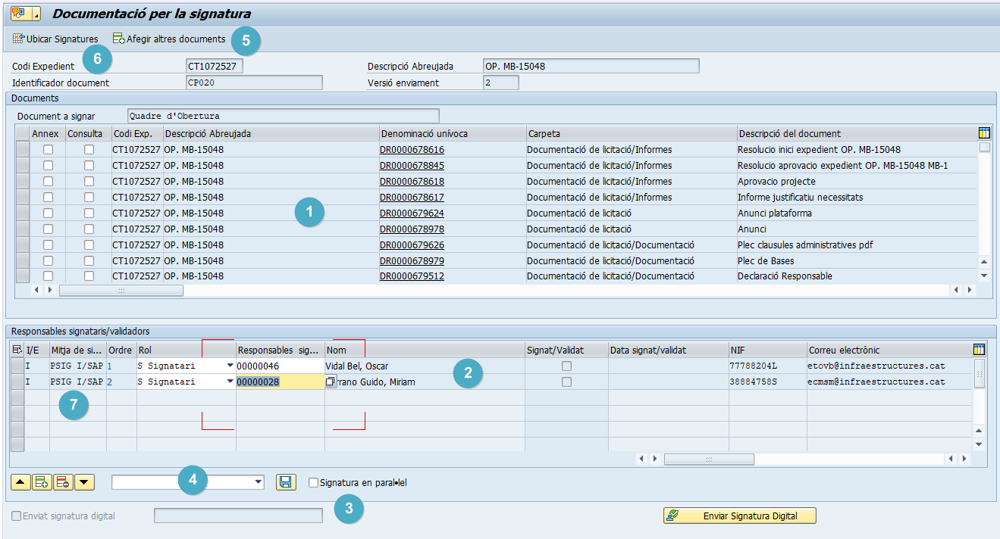 Documentació per la signatura
Ubicar Signatures Afegir altres documents 5
6
Codi Expedient CT1072527 Descripció Abreujada OP. MB-15048
Identificador document CP020 Versió enviament 2
Documents
Document a signar Quadre d'Obertura
Annex Consulta Codi Exp. Descripció Abreujada Denominació unívoca Carpeta Descripció del document
CT1072527 OP. MB-15048 DR0000678616 Documentació de licitació/Informes Resolucio inici expedient OP. MB-15048
CT1072527 OP. MB-15048 DR0000678845 Documentació de licitació/Informes Resolucio aprovacio expedient OP. MB-15048 MB-1
CT1072527 OP. MB-15048 DR0000678618 Documentació de licitació/Informes Aprovacio projecte
CT1072527 OP. MB-15048 DR0000678617 Documentació de licitació/Informes Informe justificatiu necessitats
CT1072527 OP. MB-15048 1 DR0000679624 Documentació de licitació Anunci plataforma
CT1072527 OP. MB-15048 DR0000678978 Documentació de licitació Anunci
CT1072527 OP. MB-15048 DR0000679626 Documentació de licitació/Documentació Plec clausules administratives pdf
CT1072527 OP. MB-15048 DR0000678979 Documentació de licitació/Documentació Plec de Bases
CT1072527 OP. MB-15048 DR0000679512 Documentació de licitació/Documentació Declaració Responsable
Responsables signataris/validadors
I/E Mitja de si... Ordre Rol Responsables sig... Nom Signat/Validat Data signat/validat NIF Correu electrònic
I PSIG I/SAP 1 S Signatari 00000046 Vidal Bel, Oscar 77788204L etovb@infraestructures.cat
2
I PSIG I/SAP 2 S Signatari 00000028 rrano Guido, Miriam 38884758S ecmsm@infraestructures.cat
7
4 Signatura en paral•lel
3
Enviat signatura digital Enviar Signatura Digital